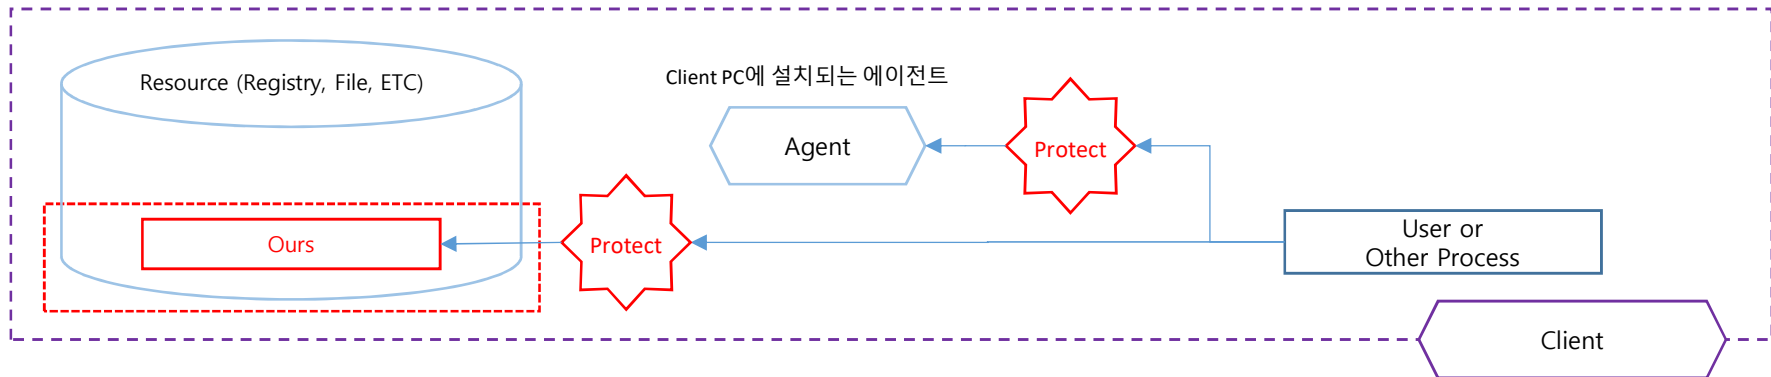 Resource (Registry, File, ETC)
Client PC에 설치되는 에이전트
Agent
Protect
Ours
Protect
User or
Other Process
Client